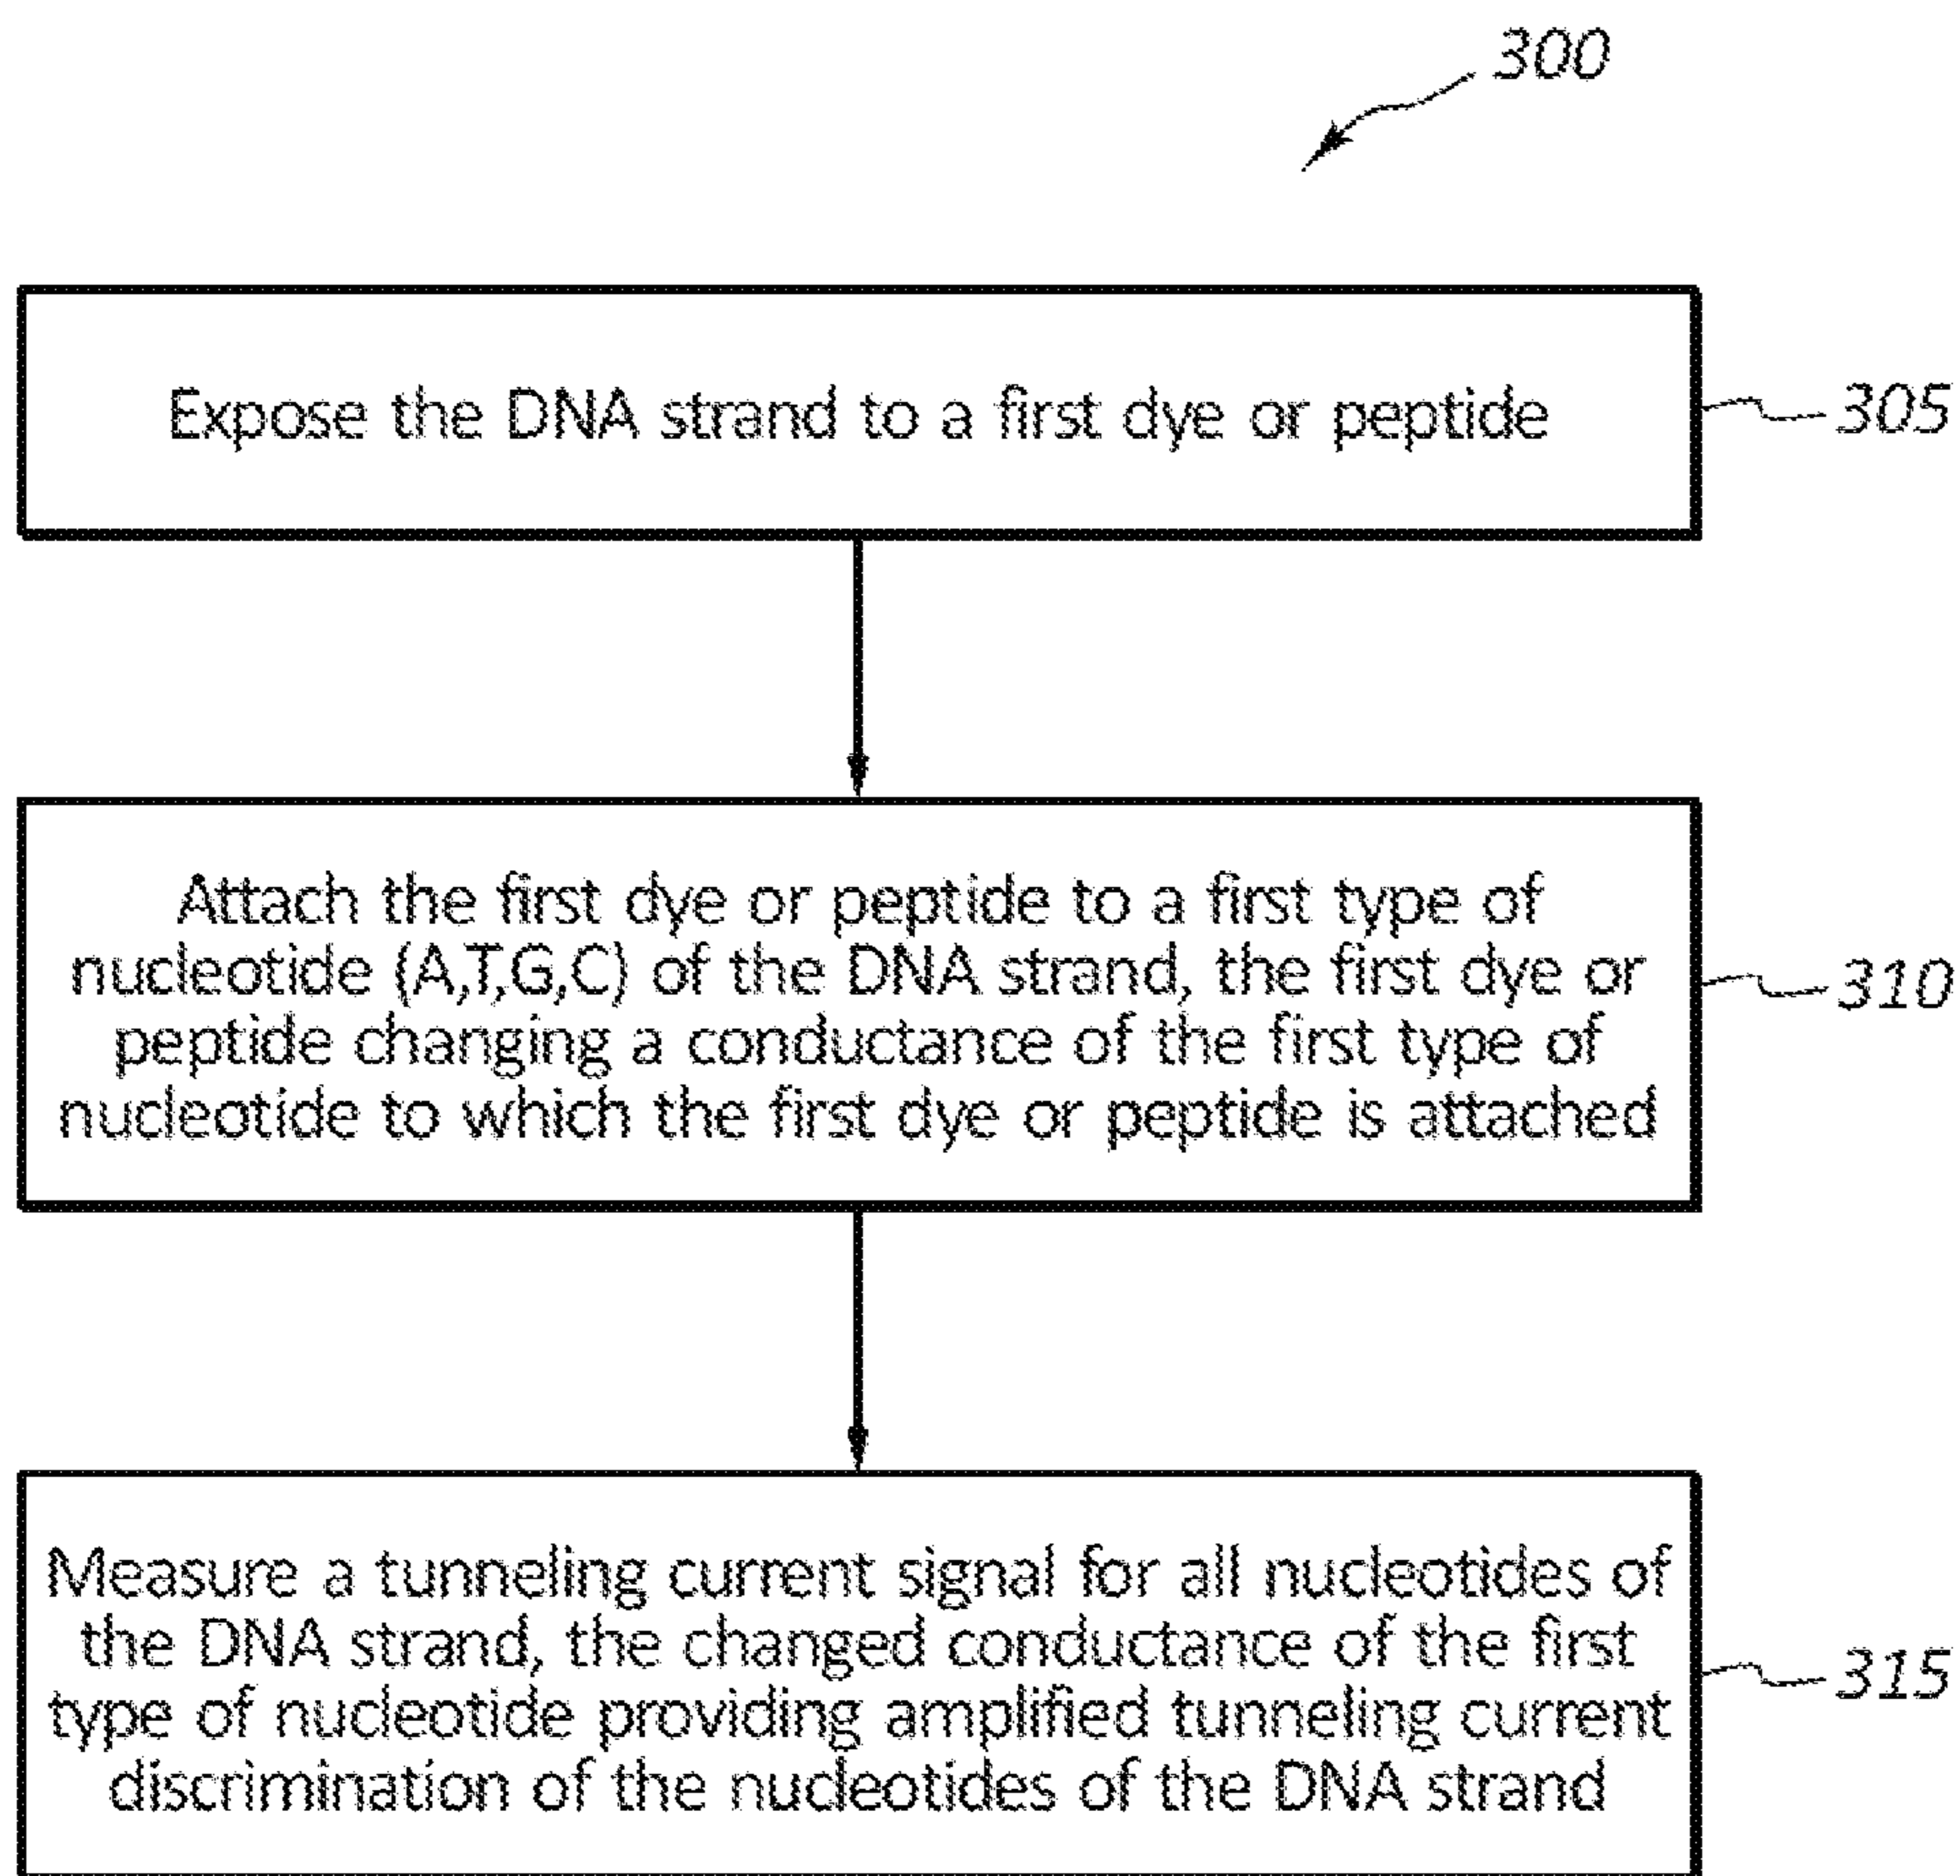 300
Expose the DNA strand to a first dye or peptide
305
Attach the first dye or peptide to a first type of
nucleotide (A,T,G,C) of the DNA strand, the first dye or
peptide changing a conductance of the first type of
nucleotide to which the first dye or peptide is attached
310
Measure a tunneling current signal for all nucleotides of
the DNA strand, the changed conductance of the first
type of nucleotide providing amplified tunneling current
discrimination of the nucleotides of the DNA strand
315